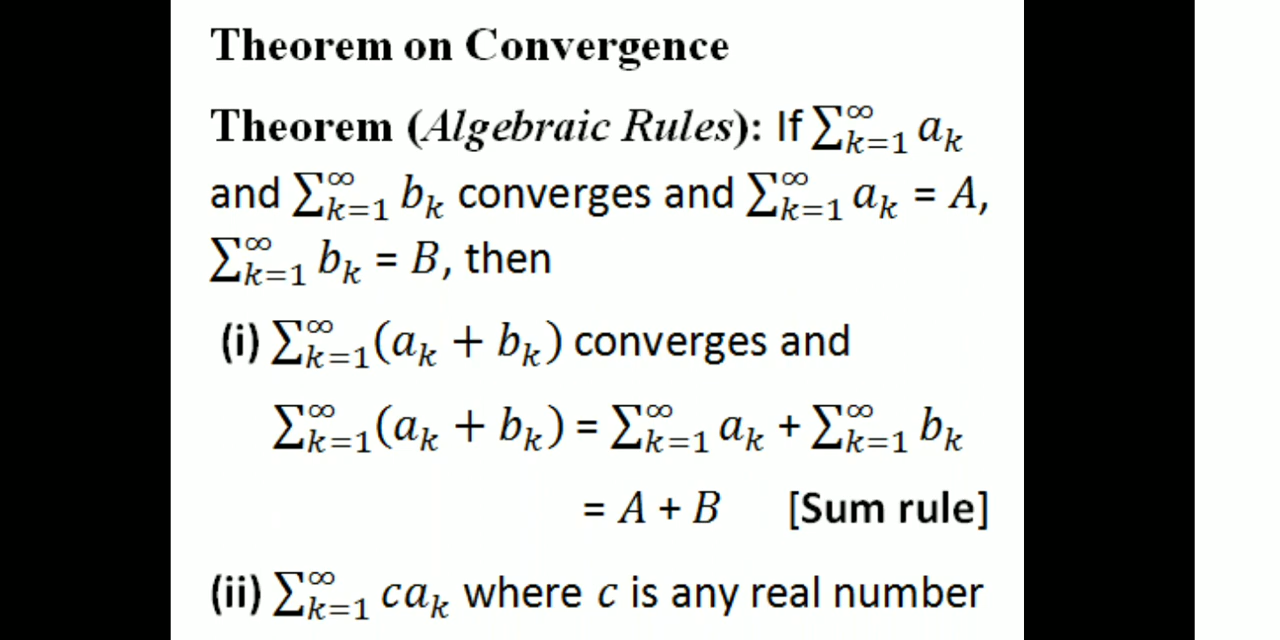 Theorem on Convergence
Theorem (Algebraic Rules): If ∑_{k=1}^{∞} a_k
and ∑_{k=1}^{∞} b_k converges and ∑_{k=1}^{∞} a_k = A,
∑_{k=1}^{∞} b_k = B, then
(i) ∑_{k=1}^{∞}(a_k + b_k) converges and
∑_{k=1}^{∞}(a_k + b_k) = ∑_{k=1}^{∞} a_k + ∑_{k=1}^{∞} b_k
= A + B [Sum rule]
(ii) ∑_{k=1}^{∞} ca_k where c is any real number